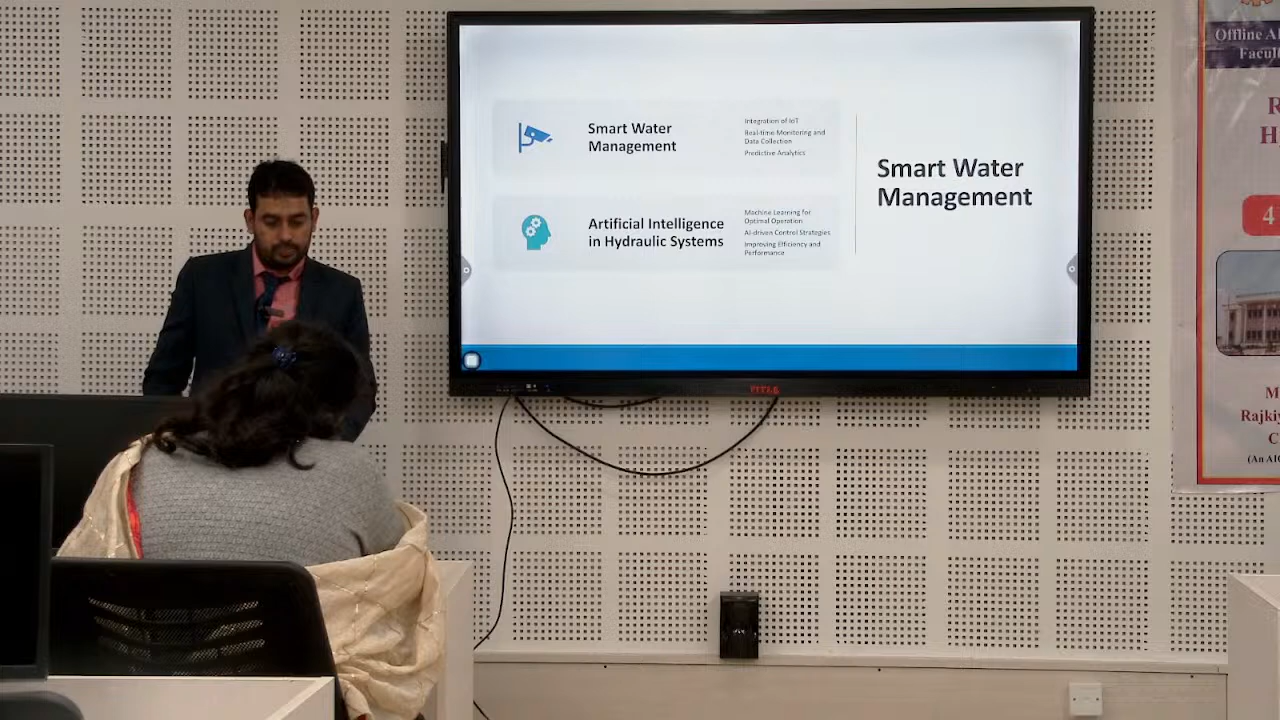 Smart Water
Management
Integration of IoT
Real-time Monitoring and
Data Collection
Predictive Analytics
Artificial Intelligence
in Hydraulic Systems
Machine Learning for
Optimal Operation
AI-driven Control Strategies
Improving Efficiency and
Performance
Smart Water
Management
Offline
Facul
R
H
4
M
Rajkiy
C
(An AIC